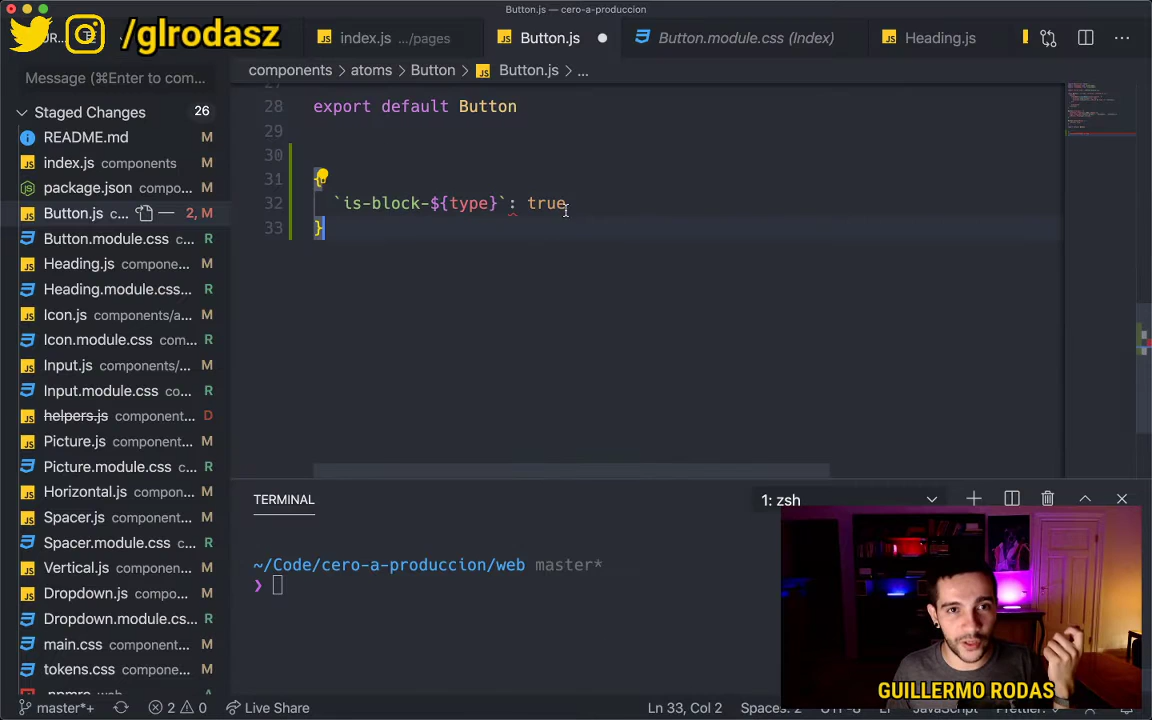 Button.js — cero-a-produccion
/glrodasz
index.js .../pages
Button.js
Button.module.css (Index)
Heading.js
Message (⌘Enter to com...
components > atoms > Button > Button.js > ...
Staged Changes 26
README.md M
index.js components M
package.json compo... M
Button.js c... 2, M
Button.module.css R
Heading.js compone... M
Heading.module.css... R
Icon.js components/a... M
Icon.module.css com... R
Input.js components/... M
Input.module.css co... R
helpers.js component... D
Picture.js component... M
Picture.module.css c... R
Horizontal.js compon... M
Spacer.js component... M
Spacer.module.css c... R
Vertical.js compone... M
Dropdown.js compo... M
Dropdown.module.cs... R
main.css components... M
tokens.css compone... M
28 export default Button
29
30
31 {
32 `is-block-${type}`: true
33 }
TERMINAL
1: zsh
~/Code/cero-a-produccion/web master*
❯
GUILLERMO RODAS
master*+
2 0
Live Share
Ln 33, Col 2